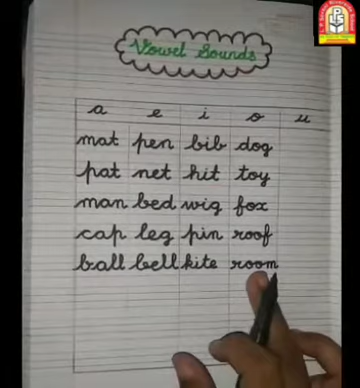 Vowel Sounds
a e i o u
mat pen bib dog
pat net hit toy
man bed wig fox
cap leg pin roof
ball bell kite room